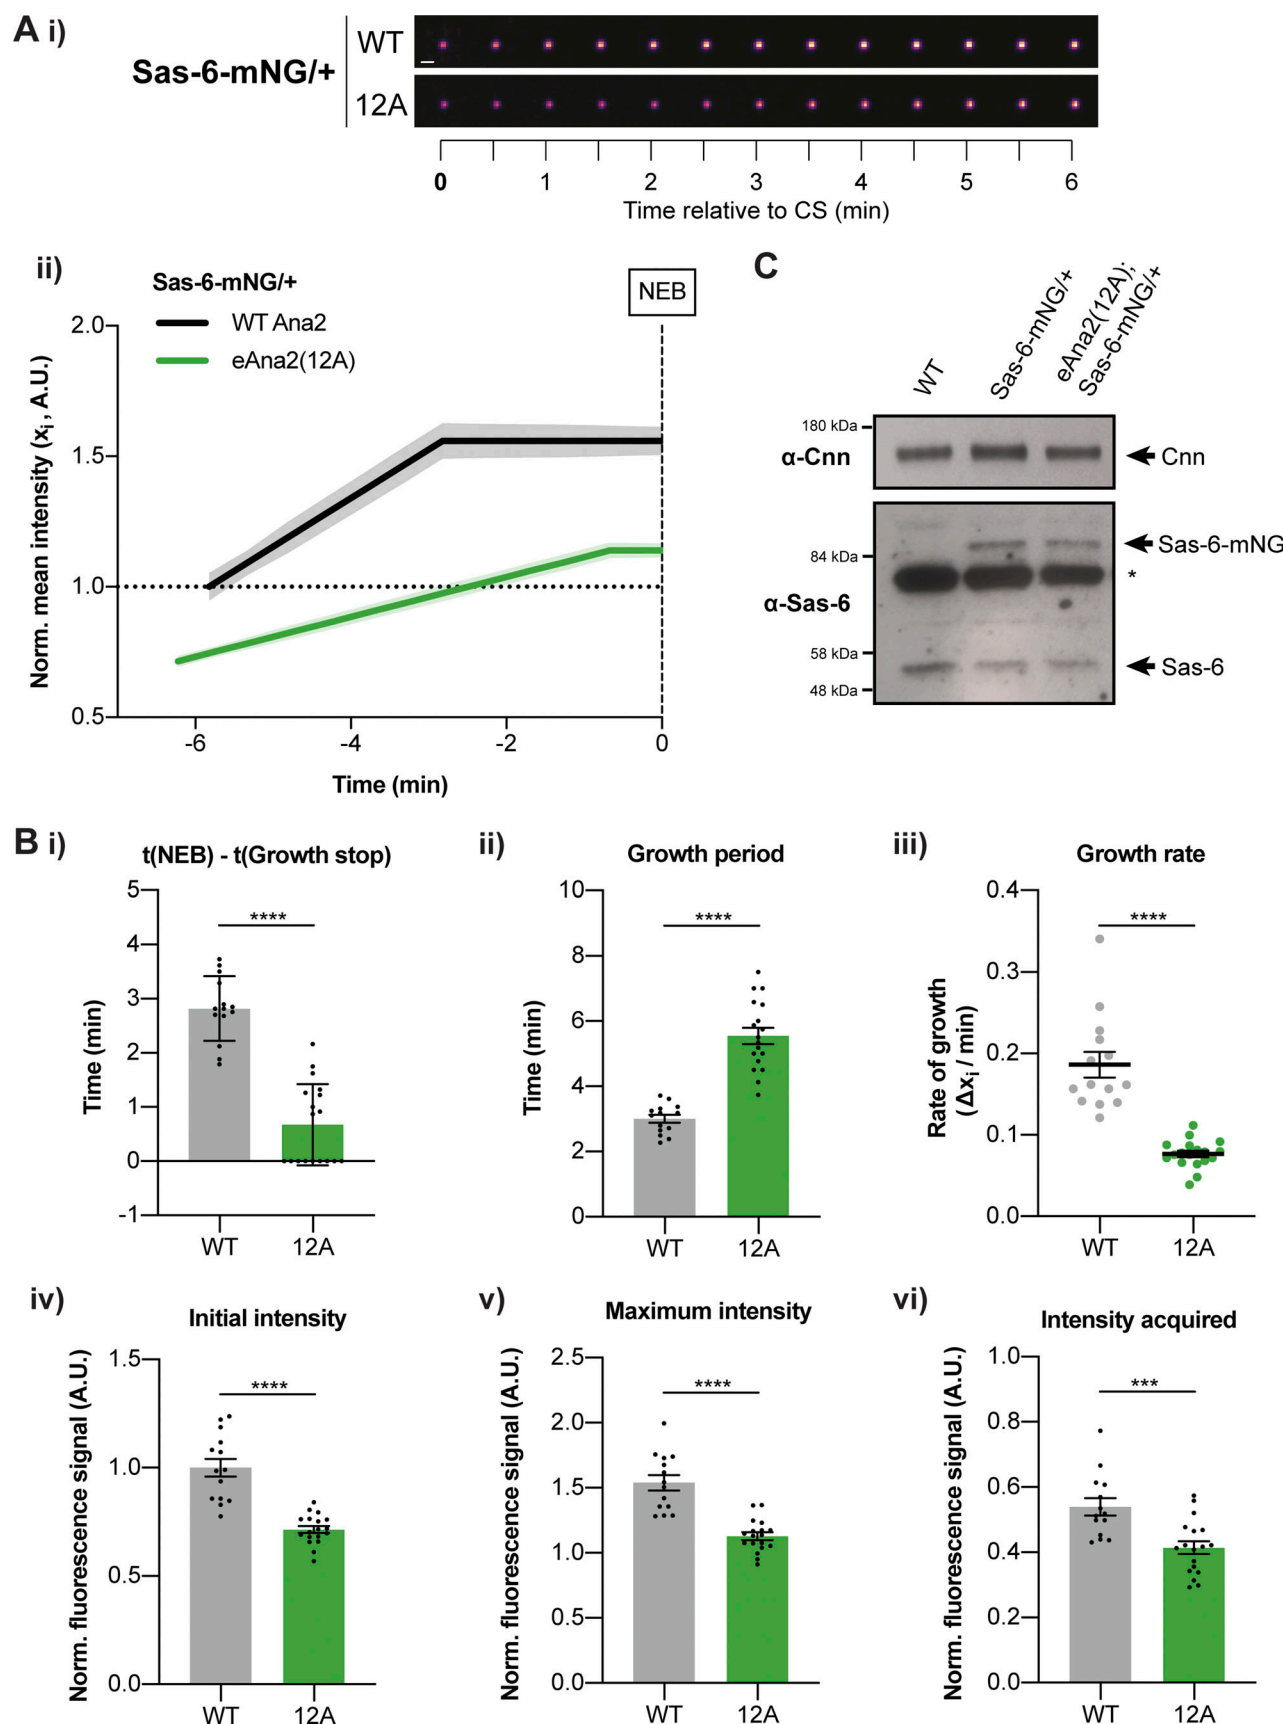 A i)
Sas-6-mNG/+
WT
12A
0 1 2 3 4 5 6
Time relative to CS (min)
ii)
Sas-6-mNG/+
WT Ana2
eAna2(12A)
NEB
Norm. mean intensity (xi , A.U.)
2.0
1.5
1.0
0.5
-6 -4 -2 0
Time (min)
C
WT
Sas-6-mNG/+
eAna2(12A);
Sas-6-mNG/+
180 kDa
α-Cnn
Cnn
84 kDa
Sas-6-mNG
*
α-Sas-6
58 kDa
Sas-6
48 kDa
B i)
t(NEB) - t(Growth stop)
Time (min)
5
4
3
2
1
0
-1
****
WT 12A
ii)
Growth period
Time (min)
10
8
6
4
2
0
****
WT 12A
iii)
Growth rate
Rate of growth
(Δxi / min)
0.4
0.3
0.2
0.1
0.0
****
WT 12A
iv)
Initial intensity
Norm. fluorescence signal (A.U.)
1.5
1.0
0.5
0.0
****
WT 12A
v)
Maximum intensity
Norm. fluorescence signal (A.U.)
2.5
2.0
1.5
1.0
0.5
0.0
****
WT 12A
vi)
Intensity acquired
Norm. fluorescence signal (A.U.)
1.0
0.8
0.6
0.4
0.2
0.0
***
WT 12A